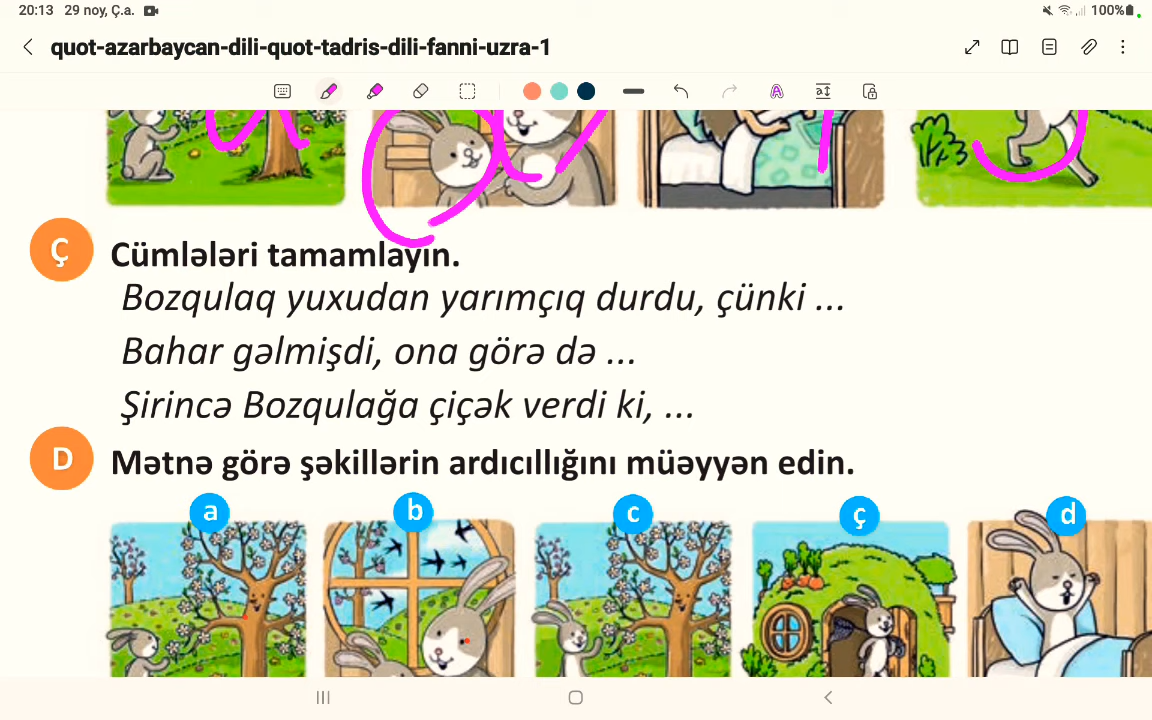 20:13 29 noy, Ç.a. 100%
quot-azarbaycan-dili-quot-tadris-dili-fanni-uzra-1
Ç Cümlələri tamamlayın.
Bozqulaq yuxudan yarımçıq durdu, çünki ...
Bahar gəlmişdi, ona görə də ...
Şirincə Bozqulağa çiçək verdi ki, ...
D Mətnə görə şəkillərin ardıcıllığını müəyyən edin.
a b c ç d